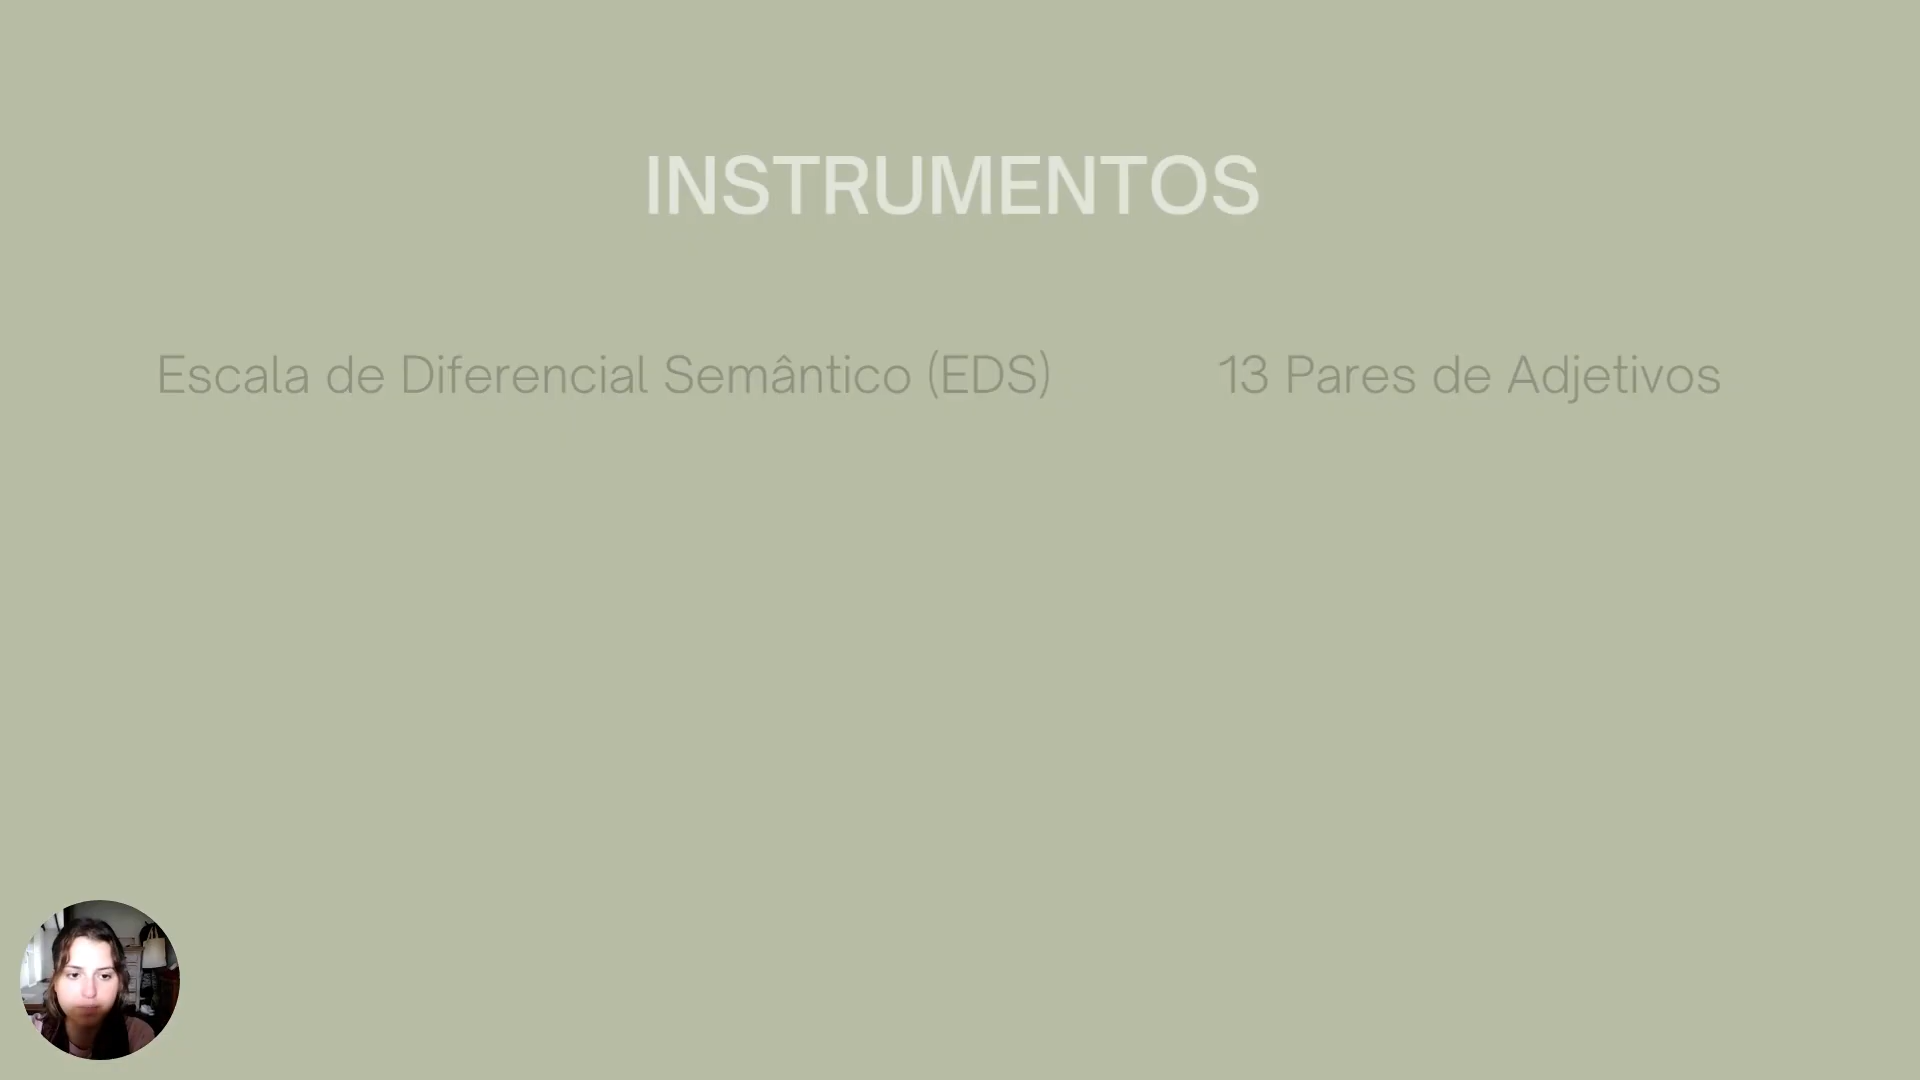 INSTRUMENTOS
Escala de Diferencial Semântico (EDS)
13 Pares de Adjetivos